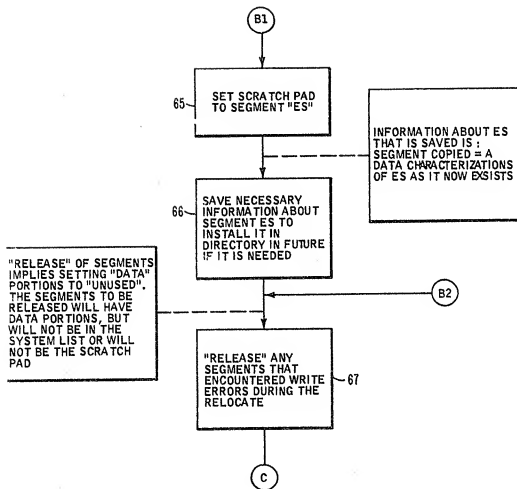 B1
65
SET SCRATCH PAD
TO SEGMENT "ES"
INFORMATION ABOUT ES
THAT IS SAVED IS :
SEGMENT COPIED = A
DATA CHARACTERIZATIONS
OF ES AS IT NOW EXSISTS
66
SAVE NECESSARY
INFORMATION ABOUT
SEGMENT ES TO
INSTALL IT IN
DIRECTORY IN FUTURE
IF IT IS NEEDED
"RELEASE" OF SEGMENTS
IMPLIES SETTING "DATA"
PORTIONS TO "UNUSED".
THE SEGMENTS TO BE
RELEASED WILL HAVE
DATA PORTIONS, BUT
WILL NOT BE IN THE
SYSTEM LIST OR WILL
NOT BE THE SCRATCH
PAD
B2
"RELEASE" ANY
SEGMENTS THAT
ENCOUNTERED WRITE
ERRORS DURING THE
RELOCATE
67
C